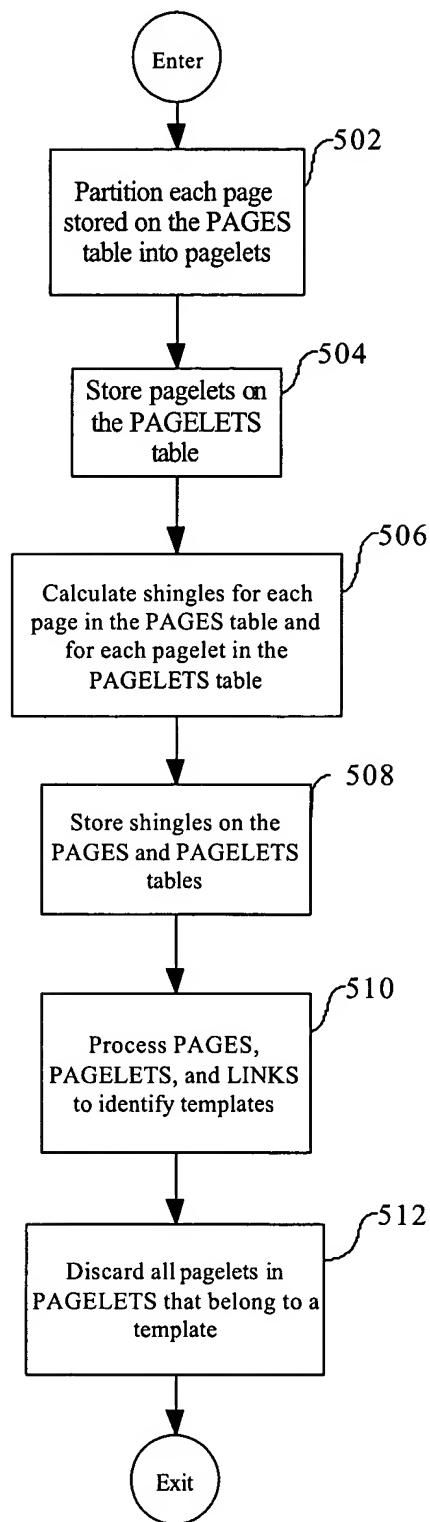 Enter
502
Partition each page
stored on the PAGES
table into pagelets
504
Store pagelets on
the PAGELETS
table
506
Calculate shingles for each
page in the PAGES table and
for each pagelet in the
PAGELETS table
508
Store shingles on the
PAGES and PAGELETS
tables
510
Process PAGES,
PAGELETS, and LINKS
to identify templates
512
Discard all pagelets in
PAGELETS that belong to a
template
Exit